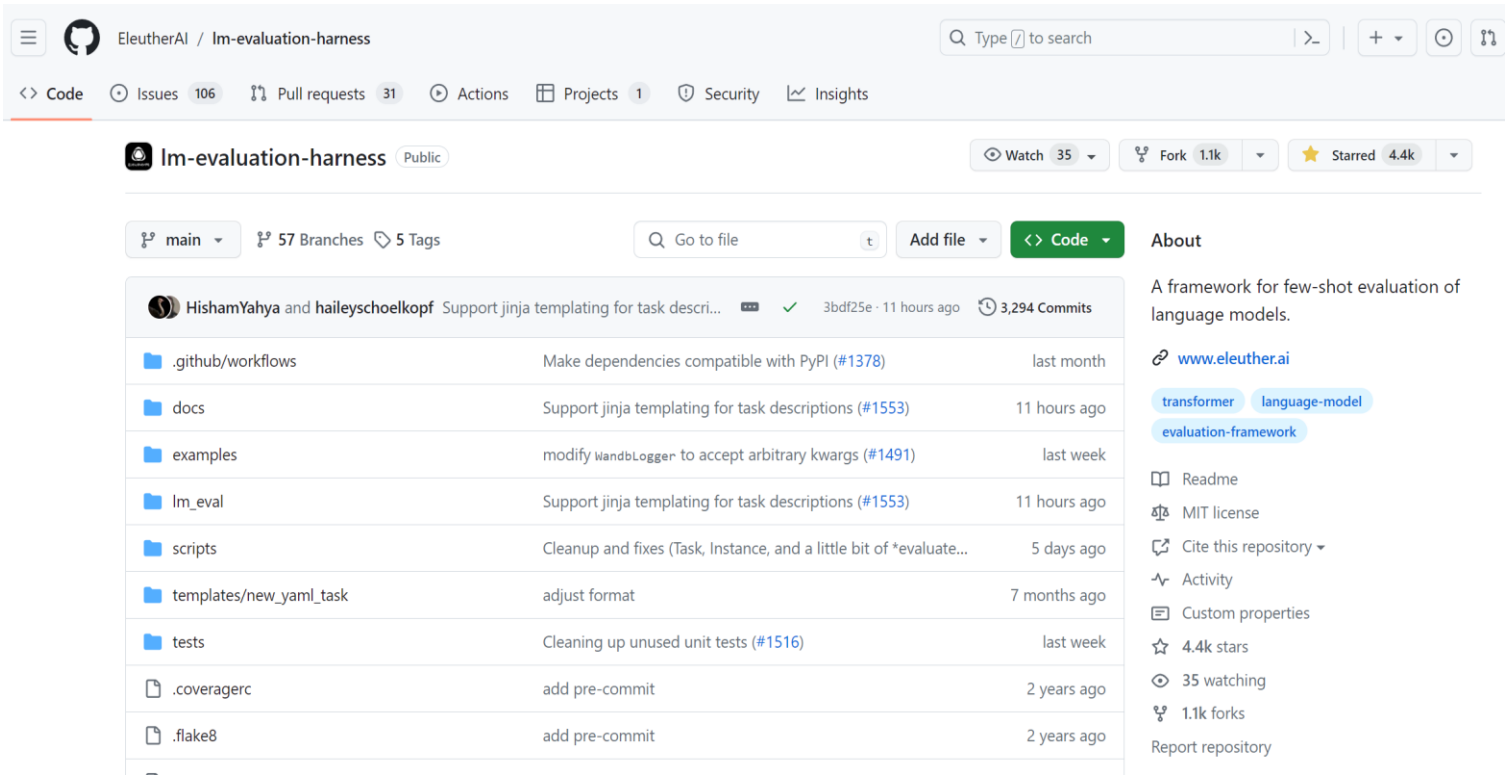 EleutherAI / lm-evaluation-harness
Type / to search
Code Issues 106 Pull requests 31 Actions Projects 1 Security Insights
lm-evaluation-harness Public
Watch 35 Fork 1.1k Starred 4.4k
main 57 Branches 5 Tags Go to file t Add file Code
About
A framework for few-shot evaluation of
language models.
www.eleuther.ai
transformer language-model
evaluation-framework
Readme
MIT license
Cite this repository
Activity
Custom properties
4.4k stars
35 watching
1.1k forks
Report repository
HishamYahya and haileyschoelkopf Support jinja templating for task descri... 3bdf25e · 11 hours ago 3,294 Commits
.github/workflows Make dependencies compatible with PyPI (#1378) last month
docs Support jinja templating for task descriptions (#1553) 11 hours ago
examples modify WandbLogger to accept arbitrary kwargs (#1491) last week
lm_eval Support jinja templating for task descriptions (#1553) 11 hours ago
scripts Cleanup and fixes (Task, Instance, and a little bit of *evaluate... 5 days ago
templates/new_yaml_task adjust format 7 months ago
tests Cleaning up unused unit tests (#1516) last week
.coveragerc add pre-commit 2 years ago
.flake8 add pre-commit 2 years ago